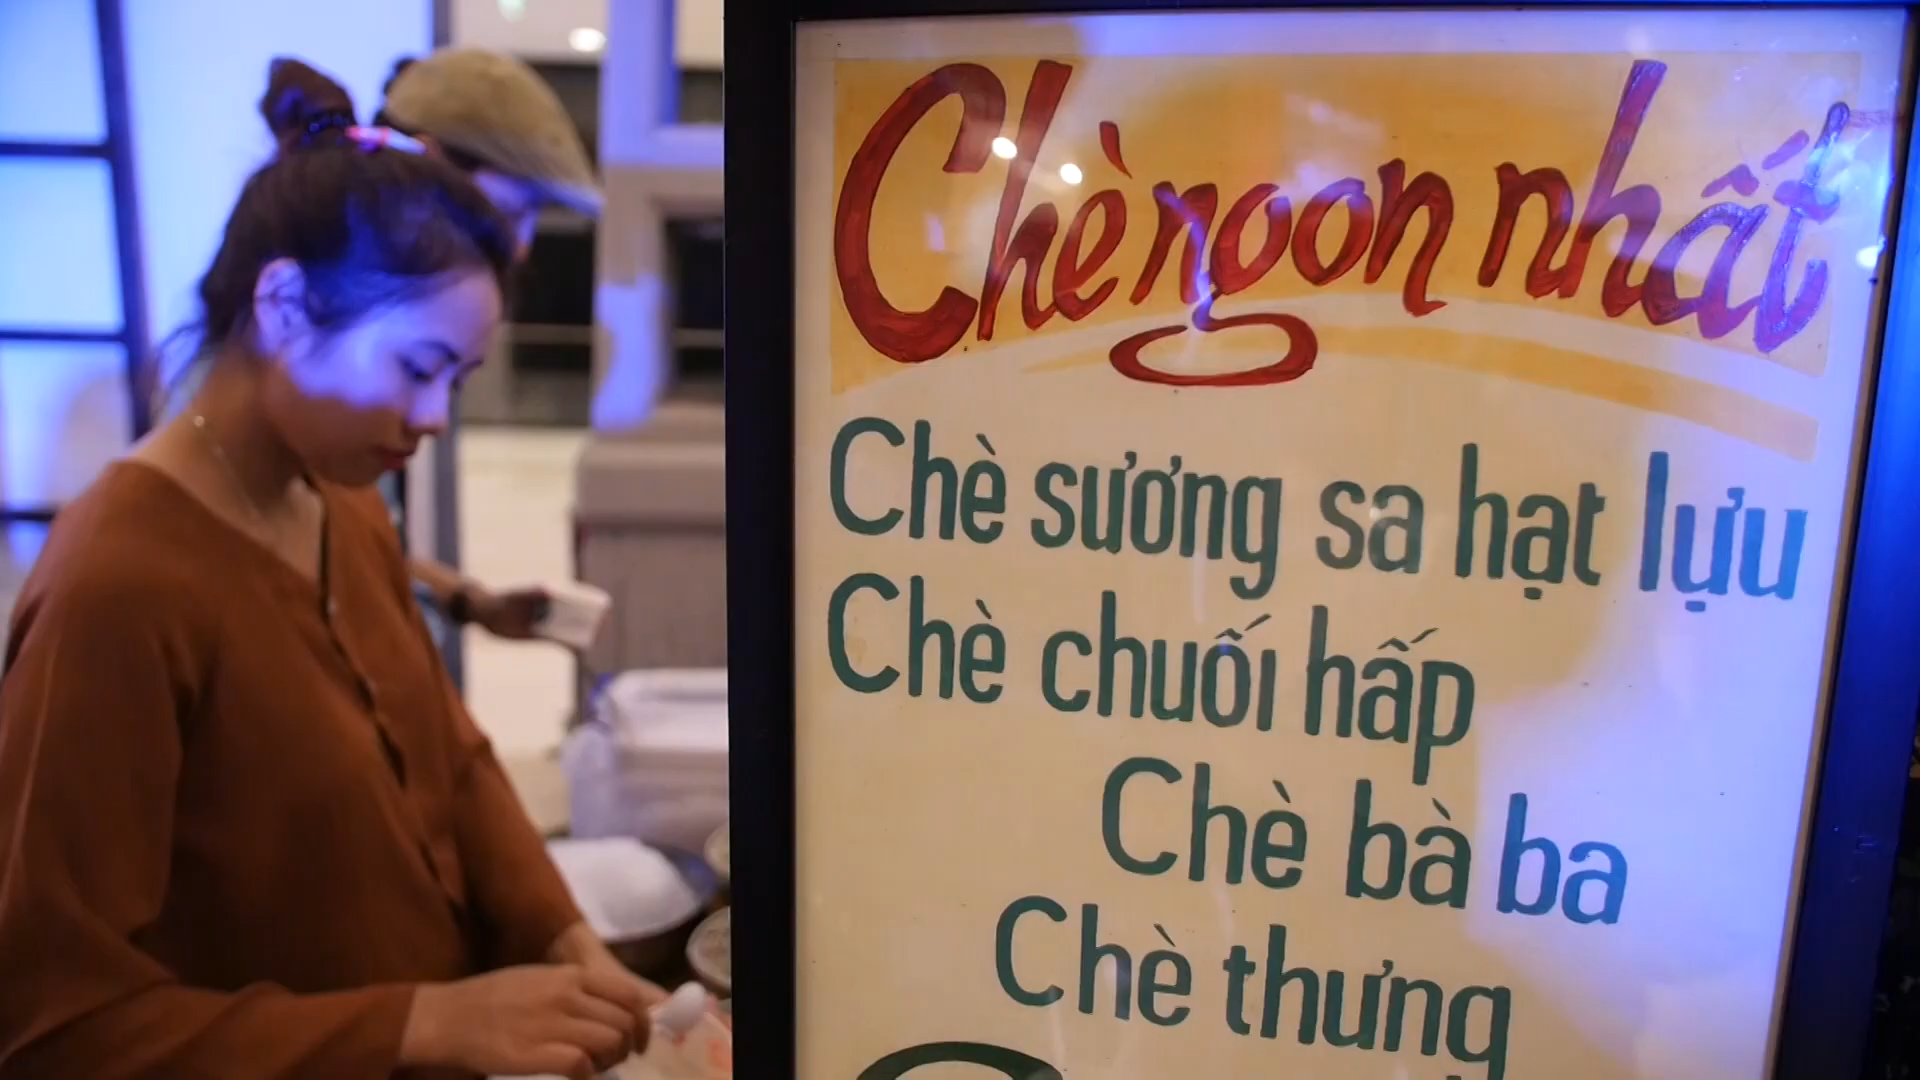 Chè ngon nhất
Chè sương sa hạt lựu
Chè chuối hấp
Chè bà ba
Chè thưng